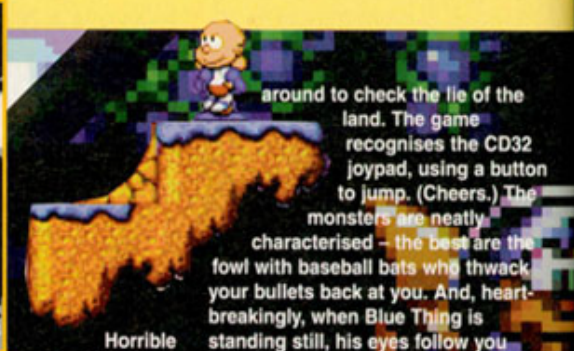 around to check the lie of the
land. The game
recognises the CD32
joypad, using a button
to jump. (Cheers.) The
monsters are neatly
characterised – the best are the
fowl with baseball bats who thwack
your bullets back at you. And, heart-
breakingly, when Blue Thing is
Horrible standing still, his eyes follow you